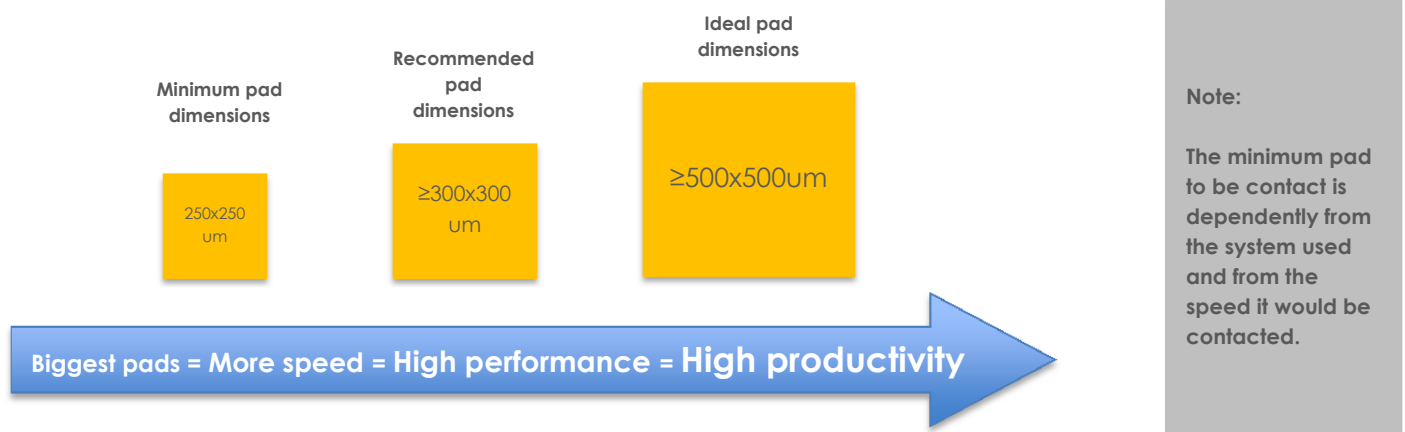 Minimum pad
dimensions
250x250
um
Recommended
pad
dimensions
≥300x300
um
Ideal pad
dimensions
≥500x500um
Biggest pads = More speed = High performance = High productivity
Note:
The minimum pad
to be contact is
dependently from
the system used
and from the
speed it would be
contacted.